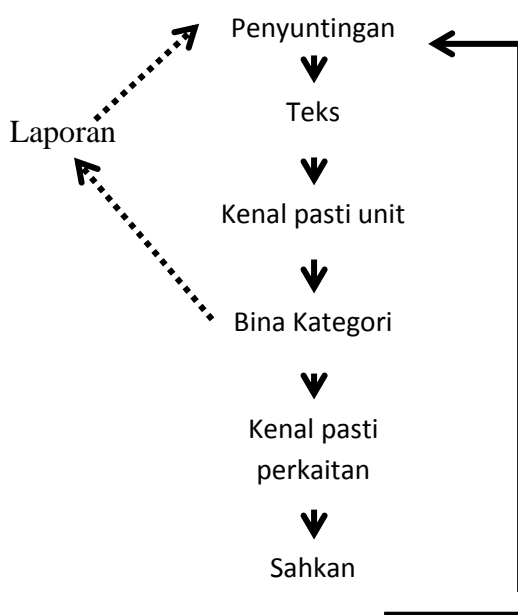 Penyuntingan
Teks
Laporan
Kenal pasti unit
Bina Kategori
Kenal pasti
perkaitan
Sahkan